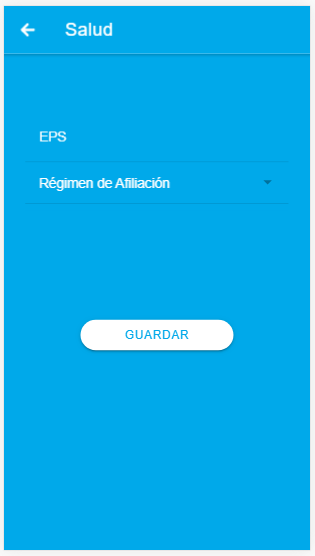 Salud
EPS
Régimen de Afiliación
GUARDAR